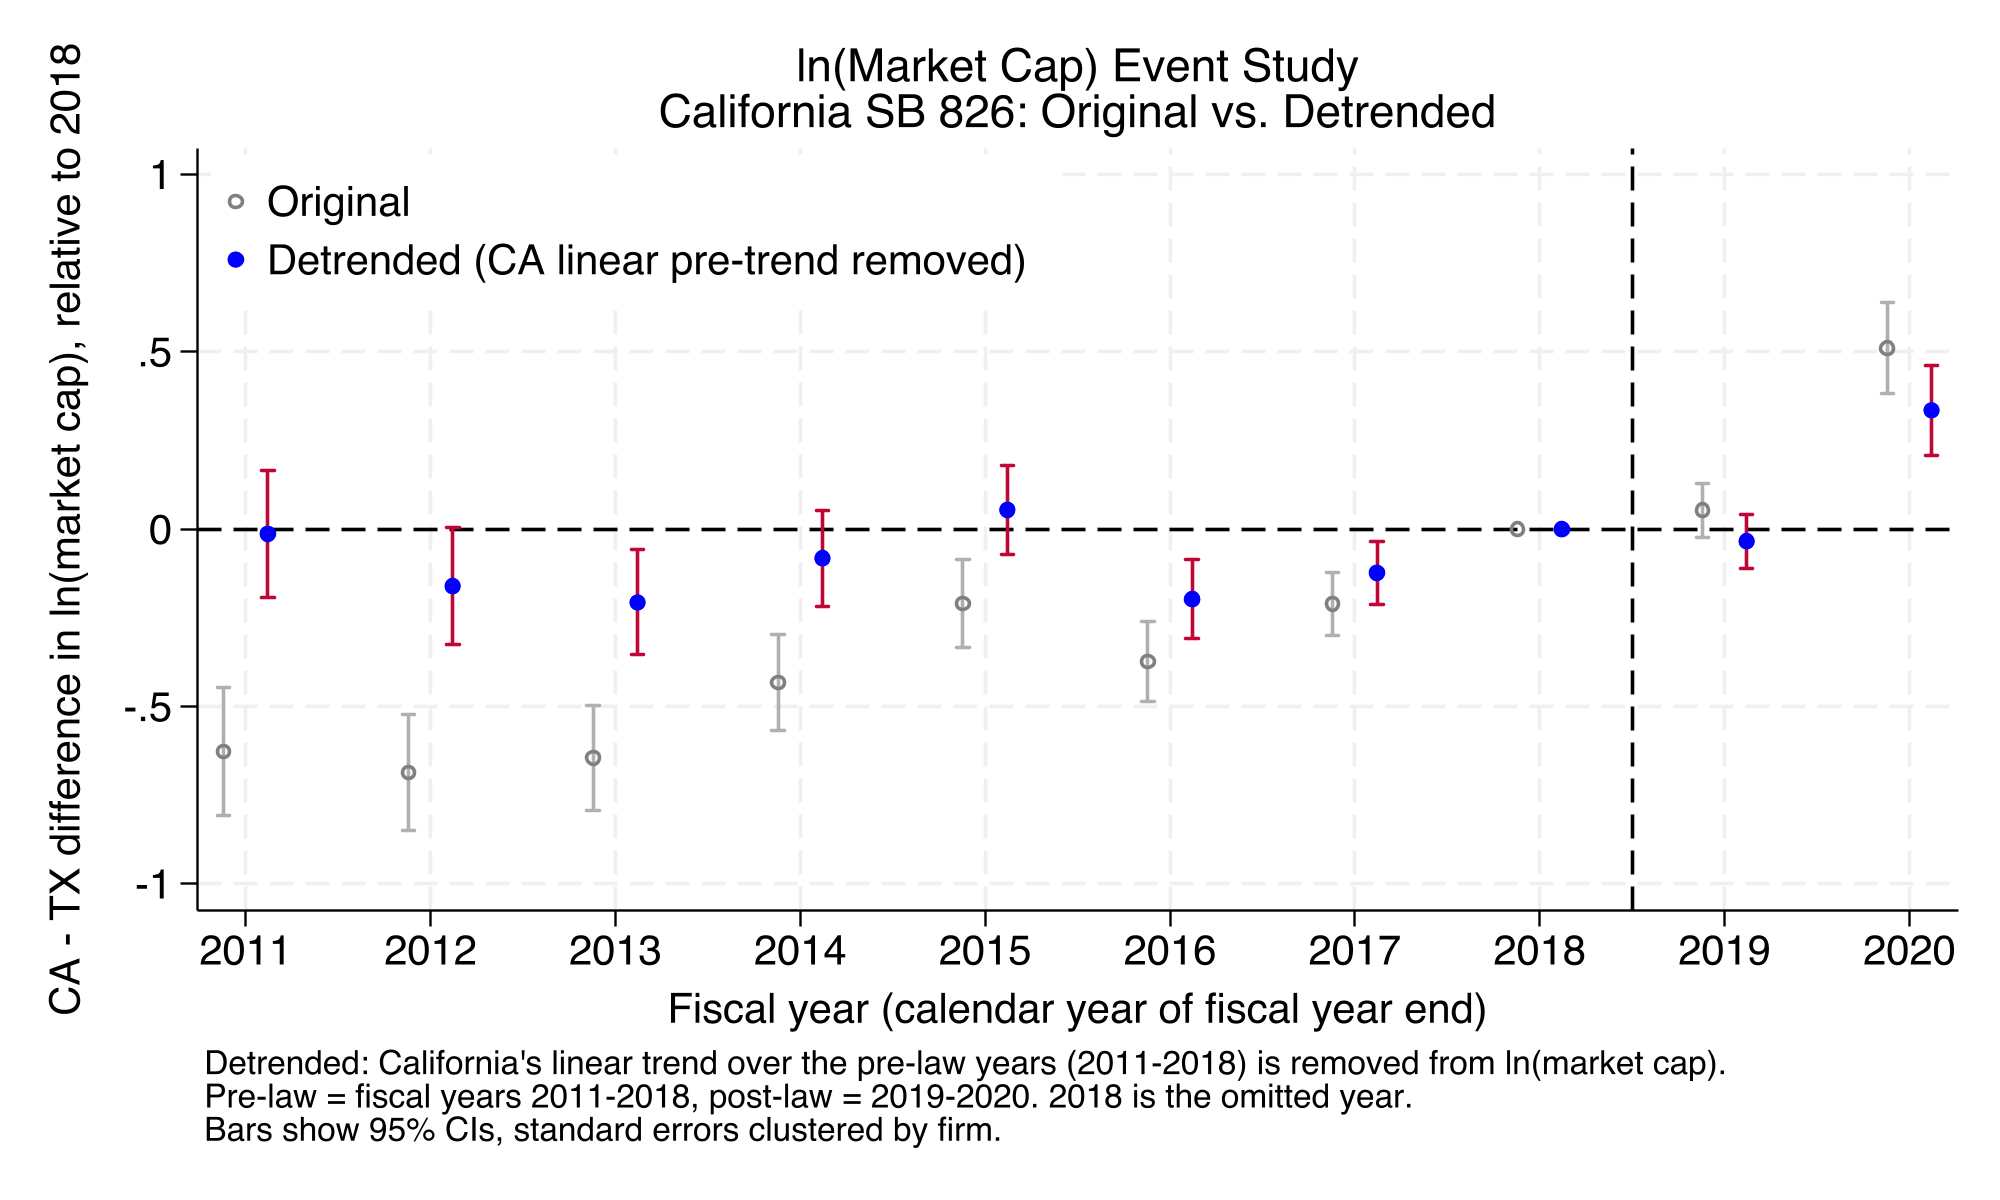 ln(Market Cap) Event Study
California SB 826: Original vs. Detrended
CA - TX difference in ln(market cap), relative to 2018
1
.5
0
-.5
-1
Original
Detrended (CA linear pre-trend removed)
2011 2012 2013 2014 2015 2016 2017 2018 2019 2020
Fiscal year (calendar year of fiscal year end)
Detrended: California's linear trend over the pre-law years (2011-2018) is removed from ln(market cap).
Pre-law = fiscal years 2011-2018, post-law = 2019-2020. 2018 is the omitted year.
Bars show 95% CIs, standard errors clustered by firm.